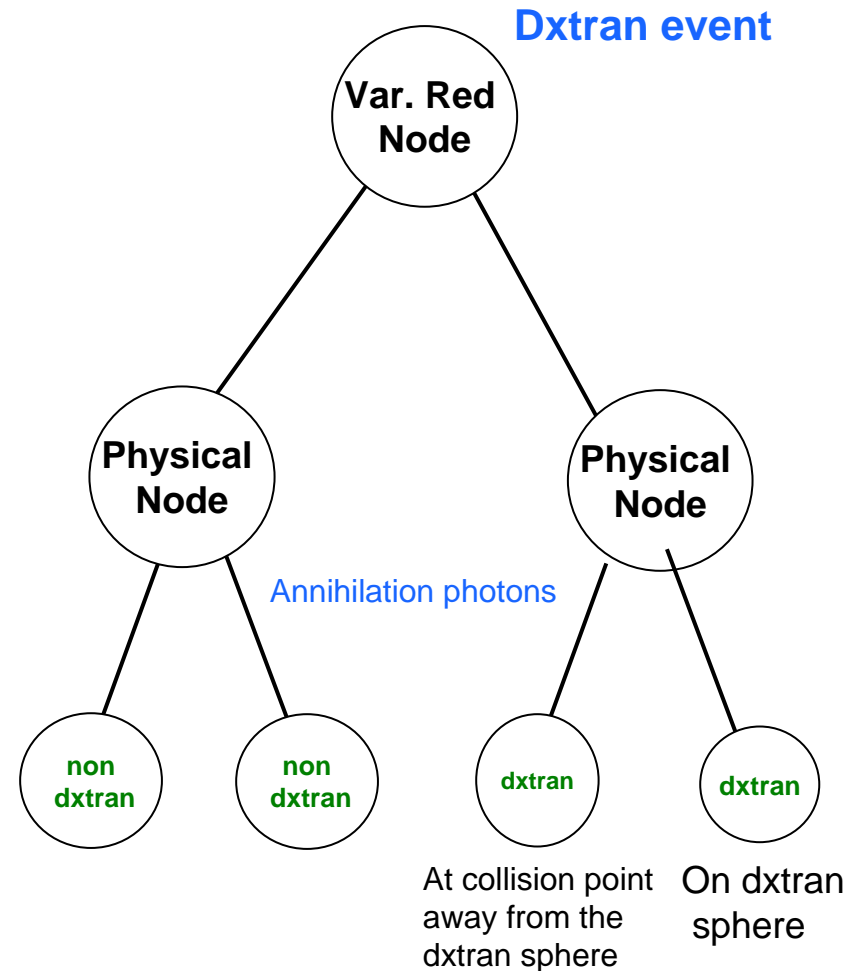 Dxtran event
Var. Red
Node
Physical
Node
Physical
Node
Annihilation photons
non
dxtran
non
dxtran
dxtran
dxtran
At collision point
away from the
dxtran sphere
On dxtran
sphere